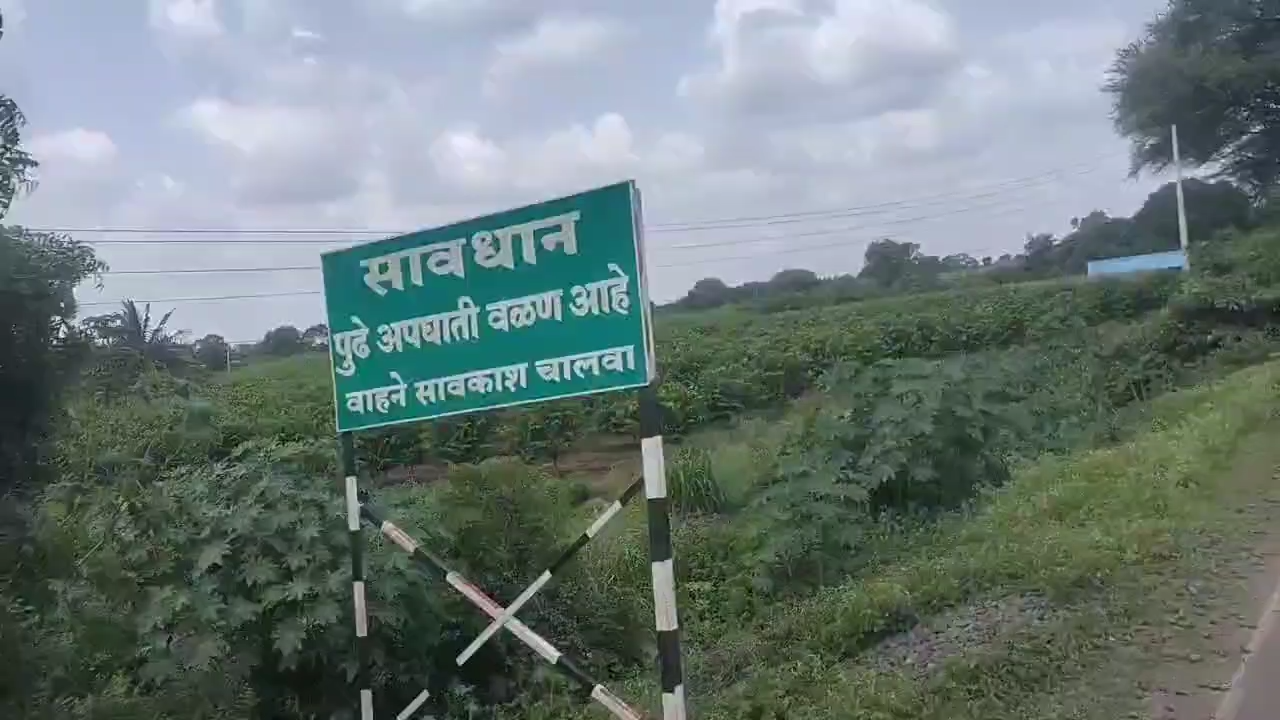 सावधान
पुढे अपघाती वळण आहे
वाहने सावकाश चालवा